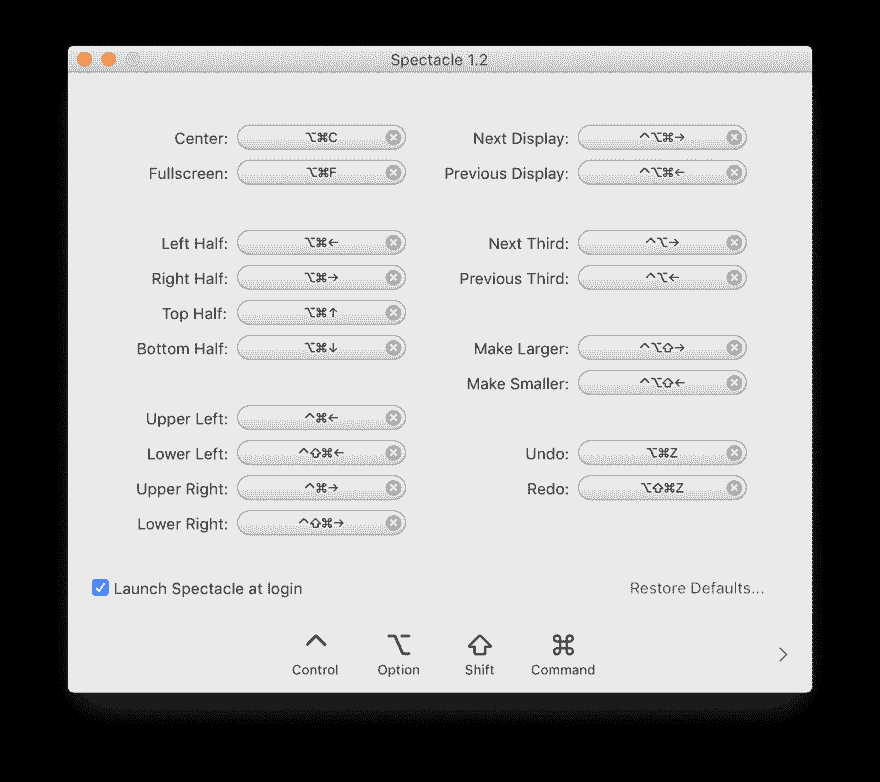 Spectacle 1.2
Center: ⌥⌘C
Fullscreen: ⌥⌘F
Left Half: ⌥⌘←
Right Half: ⌥⌘→
Top Half: ⌥⌘↑
Bottom Half: ⌥⌘↓
Upper Left: ^⌘←
Lower Left: ^⇧⌘←
Upper Right: ^⌘→
Lower Right: ^⇧⌘→
Next Display: ^⌥⌘→
Previous Display: ^⌥⌘←
Next Third: ^⌥→
Previous Third: ^⌥←
Make Larger: ^⌥⇧→
Make Smaller: ^⌥⇧←
Undo: ⌥⌘Z
Redo: ⌥⇧⌘Z
Launch Spectacle at login
Restore Defaults...
^ ⌥ ⇧ ⌘
Control Option Shift Command